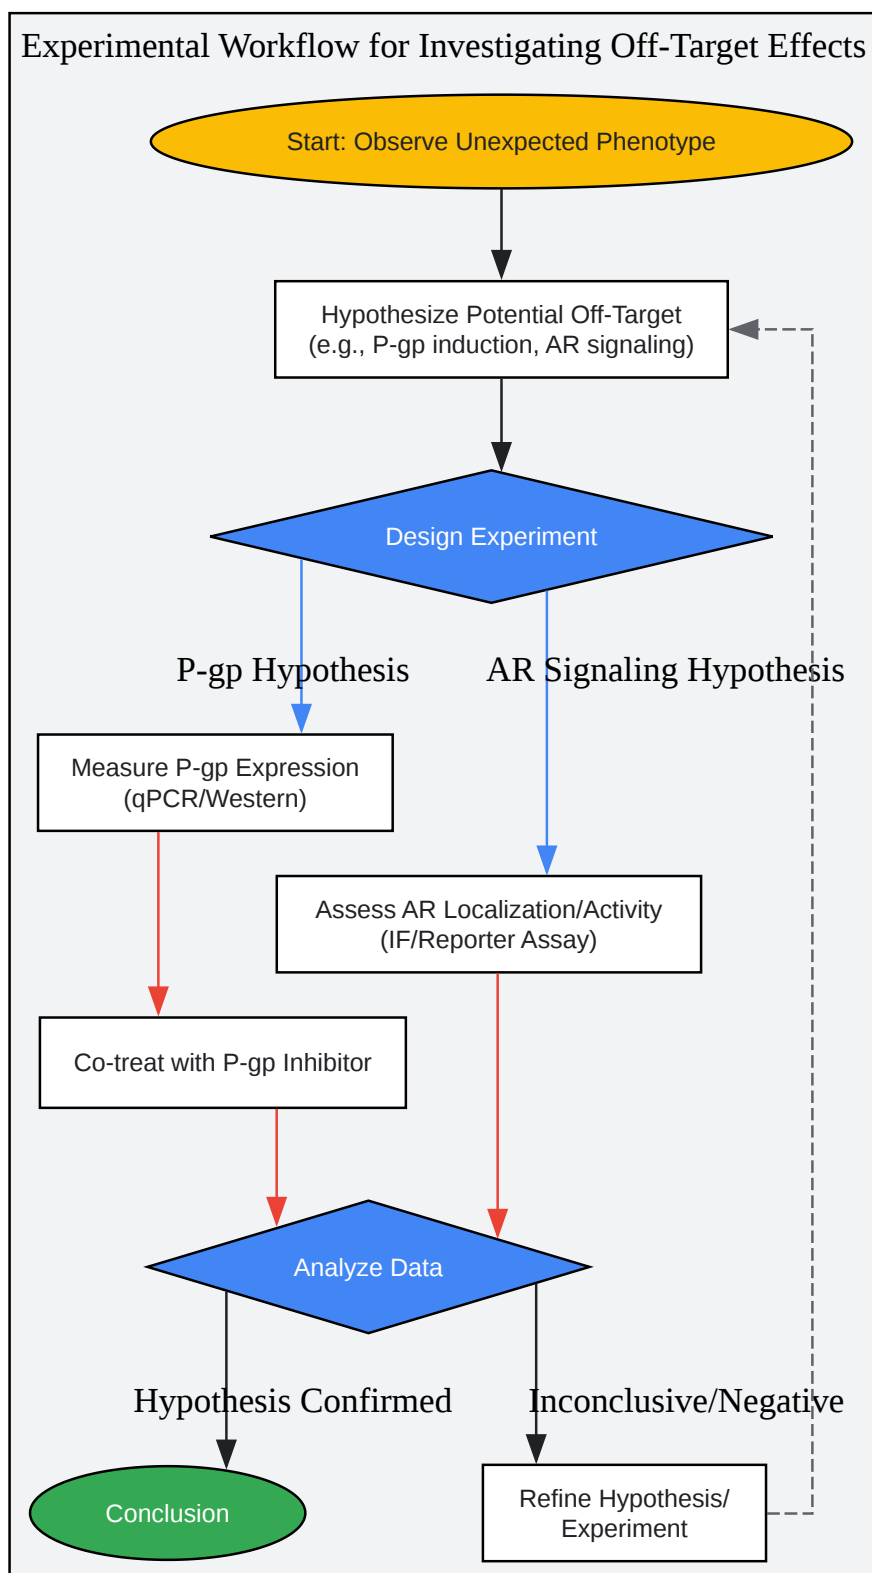 Experimental Workflow for Investigating Off-Target Effects
Start: Observe Unexpected Phenotype
Hypothesize Potential Off-Target
(e.g., P-gp induction, AR signaling)
Design Experiment
P-gp Hypothesis
AR Signaling Hypothesis
Measure P-gp Expression
(qPCR/Western)
Assess AR Localization/Activity
(IF/Reporter Assay)
Co-treat with P-gp Inhibitor
Analyze Data
Hypothesis Confirmed
Inconclusive/Negative
Conclusion
Refine Hypothesis/
Experiment